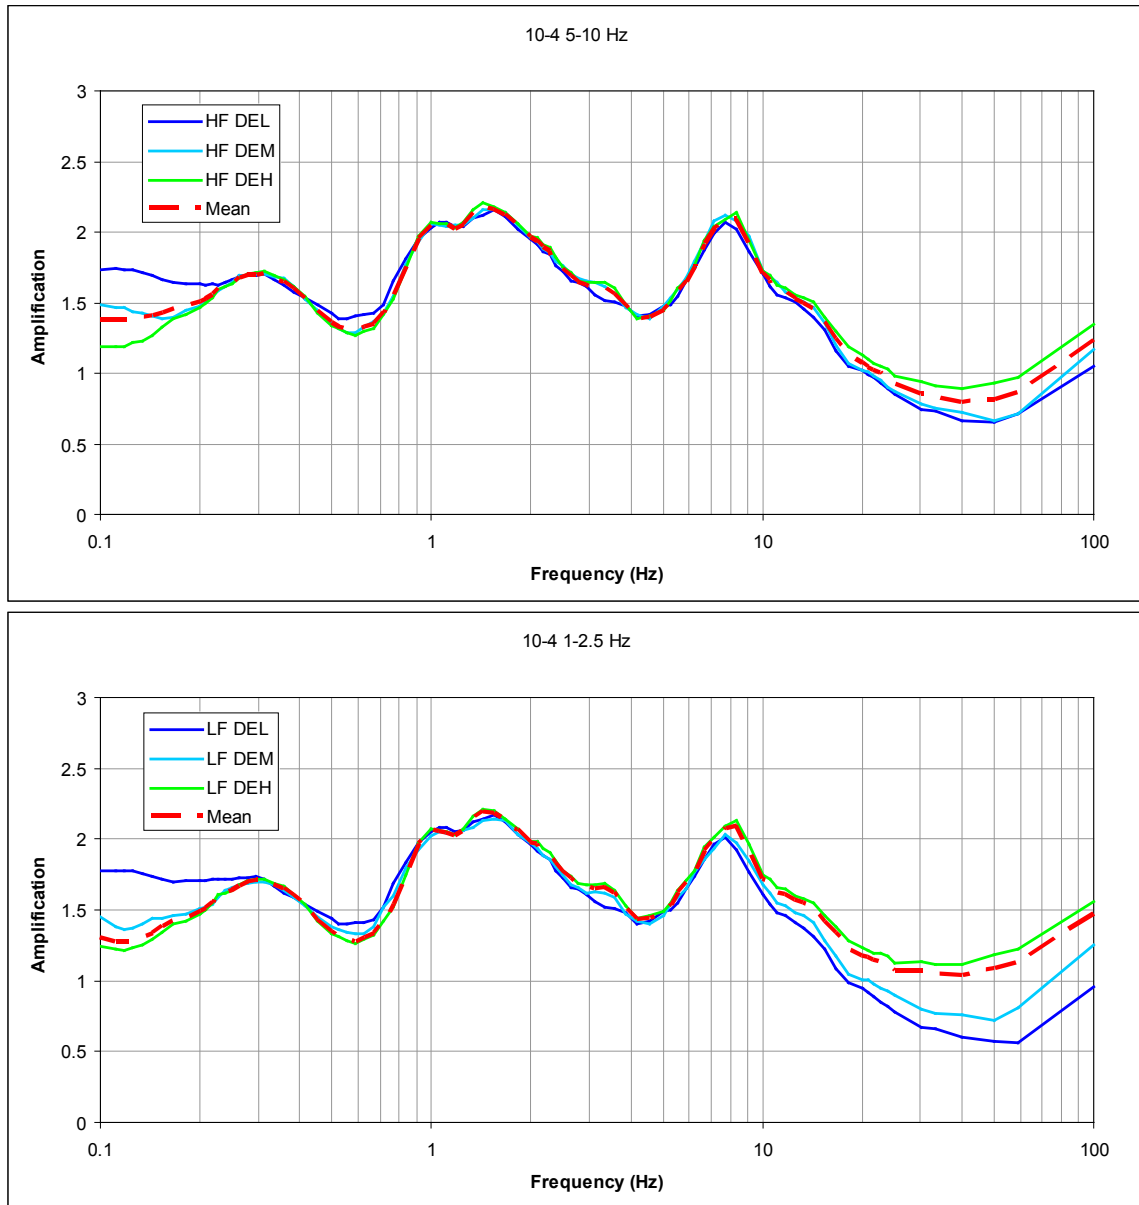 10-4 5-10 Hz
3
2.5
2
1.5
1
0.5
0
Amplification
HF DEL
HF DEM
HF DEH
Mean
0.1
1
10
100
Frequency (Hz)
10-4 1-2.5 Hz
3
2.5
2
1.5
1
0.5
0
Amplification
LF DEL
LF DEM
LF DEH
Mean
0.1
1
10
100
Frequency (Hz)